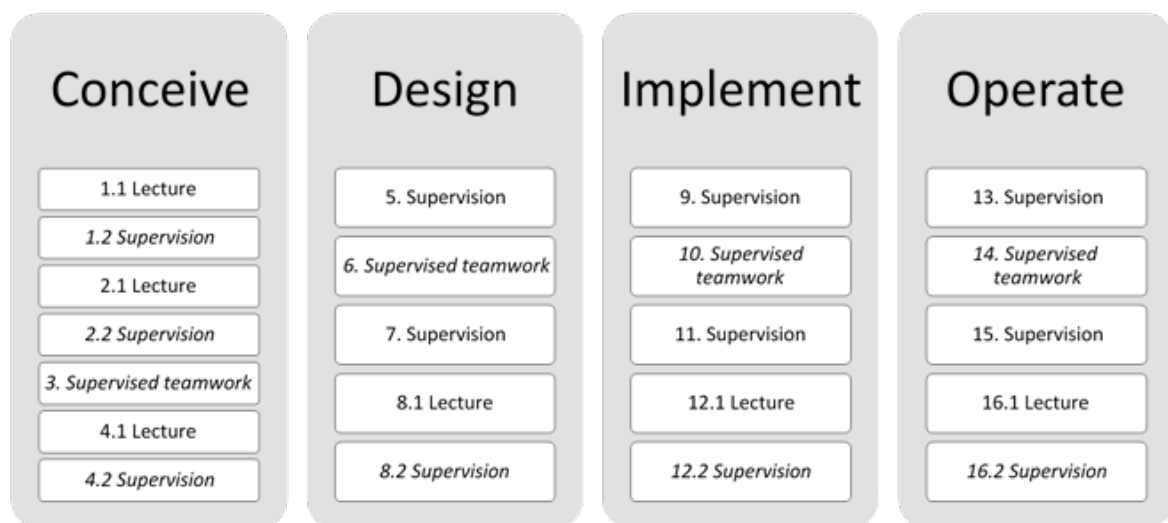 Conceive
1.1 Lecture
1.2 Supervision
2.1 Lecture
2.2 Supervision
3. Supervised teamwork
4.1 Lecture
4.2 Supervision
Design
5. Supervision
6. Supervised teamwork
7. Supervision
8.1 Lecture
8.2 Supervision
Implement
9. Supervision
10. Supervised
teamwork
11. Supervision
12.1 Lecture
12.2 Supervision
Operate
13. Supervision
14. Supervised
teamwork
15. Supervision
16.1 Lecture
16.2 Supervision